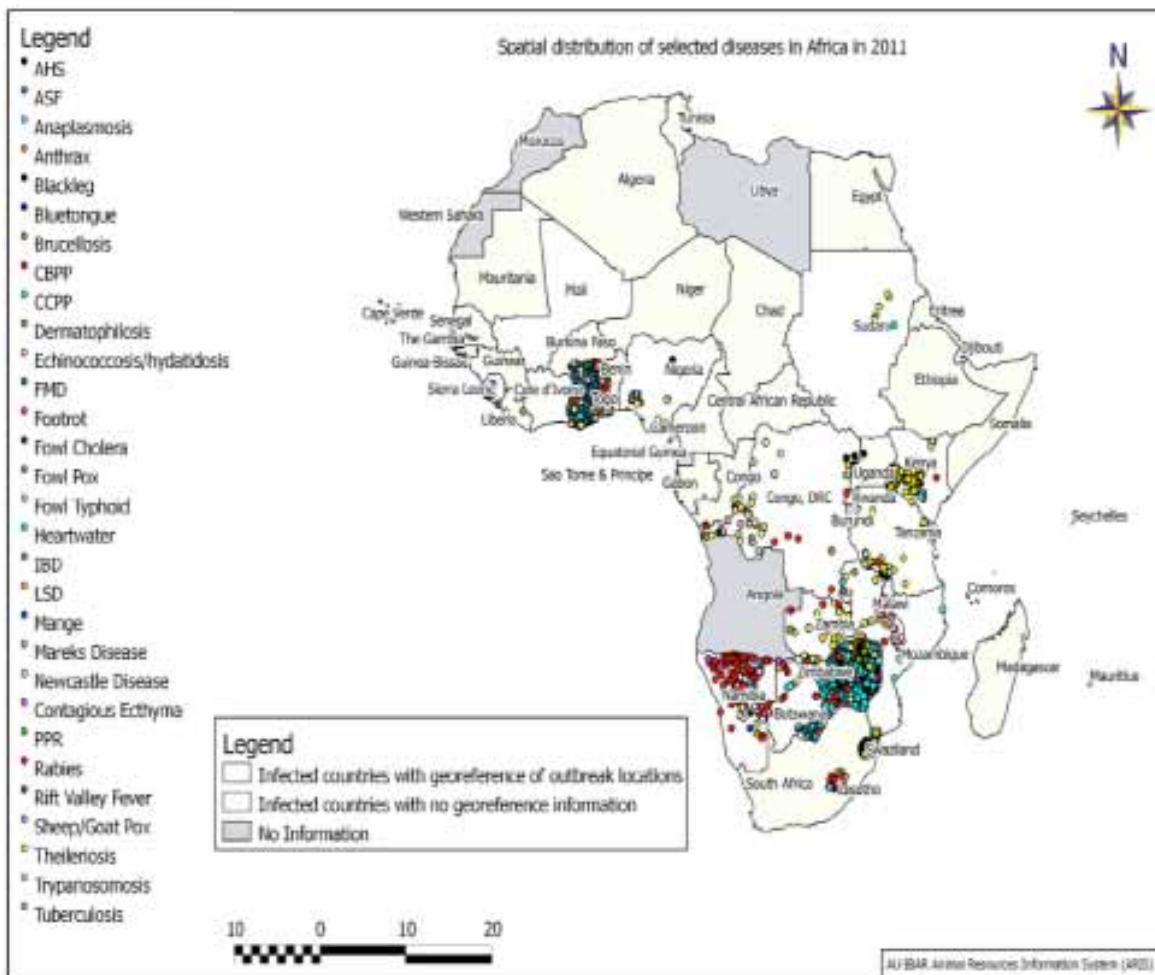 Legend
AHS
ASF
Anaplasmosis
Anthrax
Blackleg
Bluetongue
Brucellosis
CBPP
CCPP
Dermatophilosis
Echinococcosis/hydatidosis
FMD
Footrot
Fowl Cholera
Fowl Pox
Fowl Typhoid
Heartwater
IBD
LSD
Mange
Mareks Disease
Newcastle Disease
Contagious Ecthyma
PPR
Rabies
Rift Valley Fever
Sheep/Goat Pox
Theileriosis
Trypanosomosis
Tuberculosis
Spatial distribution of selected diseases in Africa in 2011
N
Tunisia
Morocco
Algeria
Libya
Egypt
Western Sahara
Mauritania
Mali
Niger
Chad
Sudan
Eritrea
Cape Verde
Senegal
The Gambia
Guinea-Bissau
Guinea
Burkina Faso
Benin
Nigeria
Djibouti
Ethiopia
Sierra Leone
Cote d'Ivoire
Togo
Central African Republic
Liberia
Cameroon
Somalia
Equatorial Guinea
Sao Tome & Principe
Gabon
Congo
Congo, DRC
Uganda
Kenya
Rwanda
Burundi
Tanzania
Seychelles
Angola
Comoros
Malawi
Zambia
Mozambique
Madagascar
Mauritius
Zimbabwe
Namibia
Botswana
Swaziland
South Africa
Lesotho
Legend
Infected countries with georeference of outbreak locations
Infected countries with no georeference information
No Information
10 0 10 20
AU-IBAR Animal Resources Information System (ARIS)